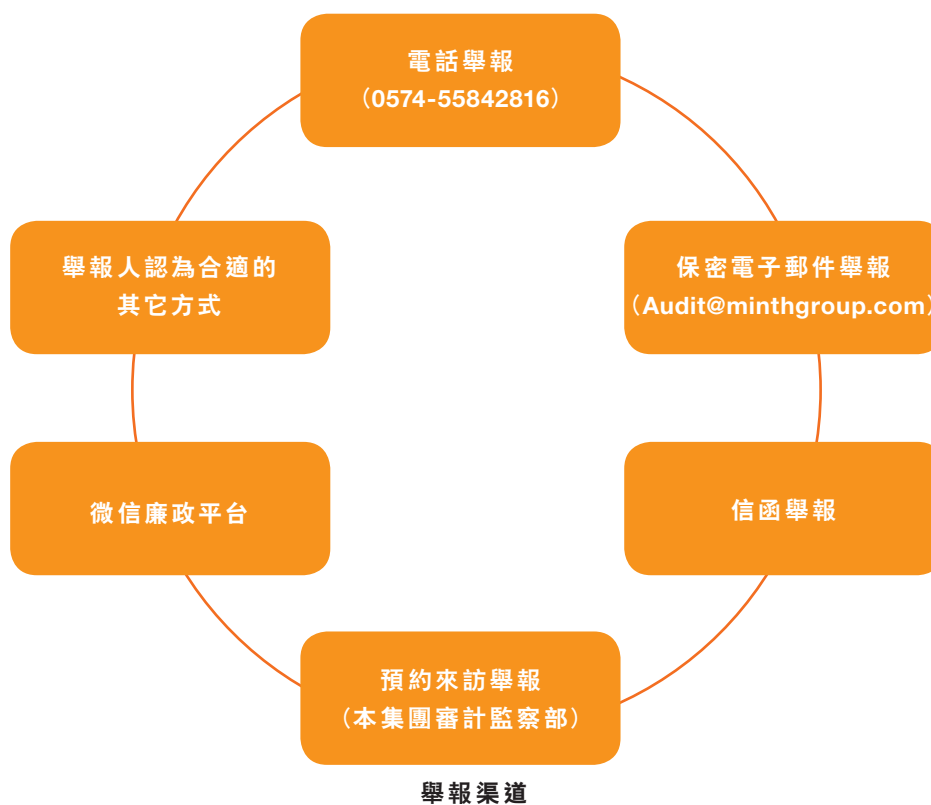 電話舉報
（0574-55842816）
保密電子郵件舉報
（Audit@minthgroup.com）
信函舉報
預約來訪舉報
（本集團審計監察部）
微信廉政平台
舉報人認為合適的
其它方式
舉報渠道